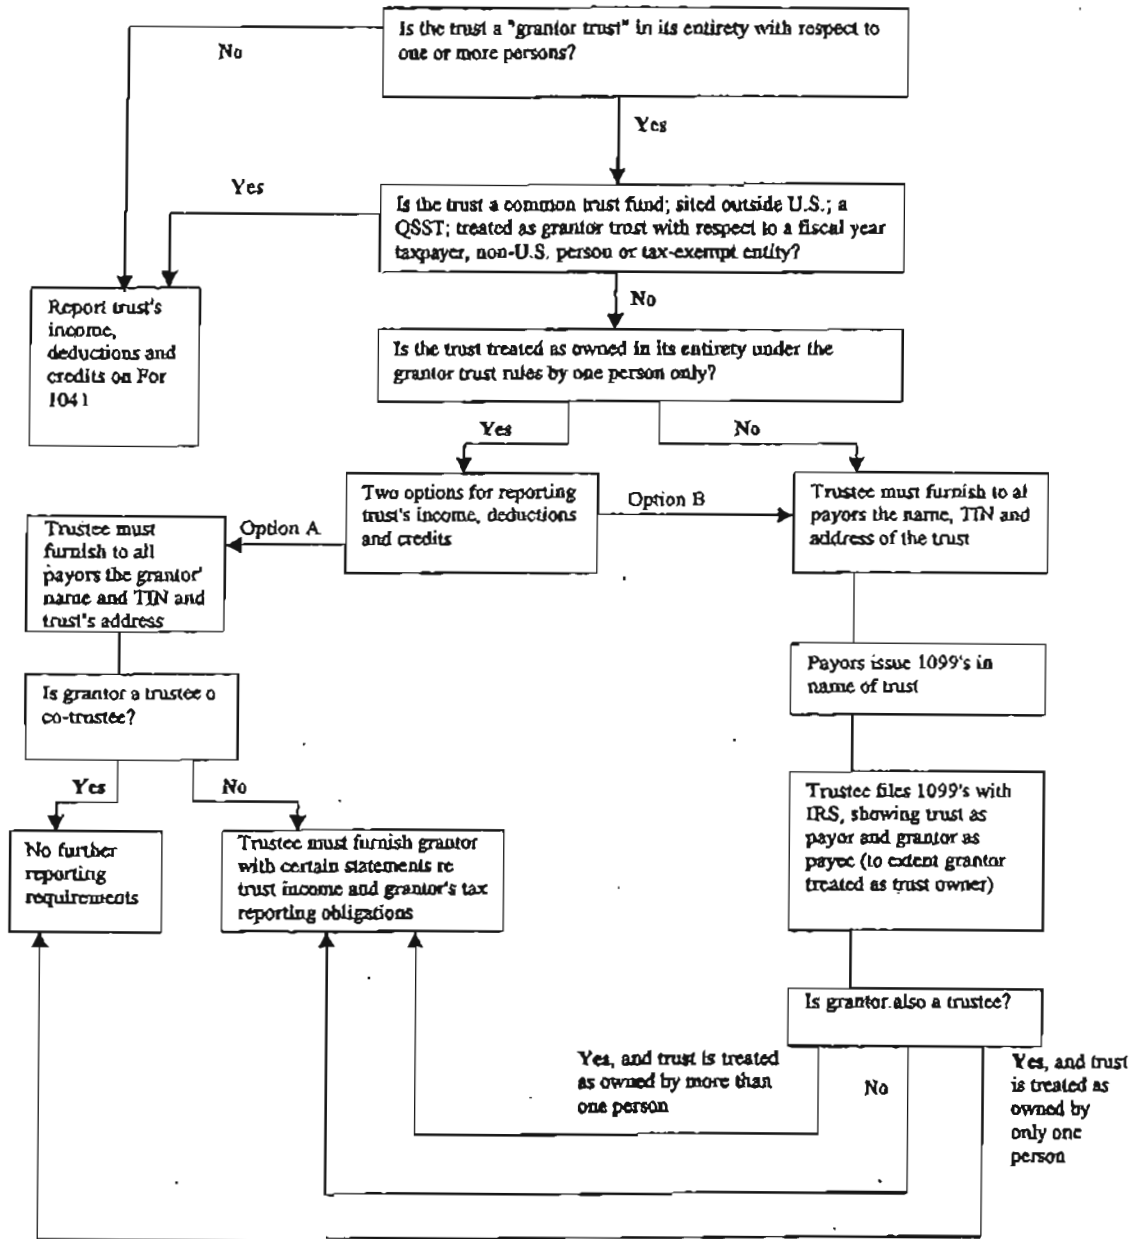 Is the trust a "grantor trust" in its entirety with respect to
one or more persons?
No
Yes
Yes
Is the trust a common trust fund; sited outside U.S.; a
QSST; treated as grantor trust with respect to a fiscal year
taxpayer, non-U.S. person or tax-exempt entity?
No
Report trust's
income,
deductions and
credits on For
1041
Is the trust treated as owned in its entirety under the
grantor trust rules by one person only?
Yes
No
Two options for reporting
trust's income, deductions
and credits
Option B
Trustee must furnish to al
payors the name, TIN and
address of the trust
Option A
Trustee must
furnish to all
payors the grantor'
name and TIN and
trust's address
Payors issue 1099's in
name of trust
Is grantor a trustee o
co-trustee?
Yes
No
Trustee files 1099's with
IRS, showing trust as
payor and grantor as
payee (to extent grantor
treated as trust owner)
No further
reporting
requirements
Trustee must furnish grantor
with certain statements re
trust income and grantor's tax
reporting obligations
Is grantor also a trustee?
Yes, and trust is treated
as owned by more than
one person
No
Yes, and trust
is treated as
owned by
only one
person